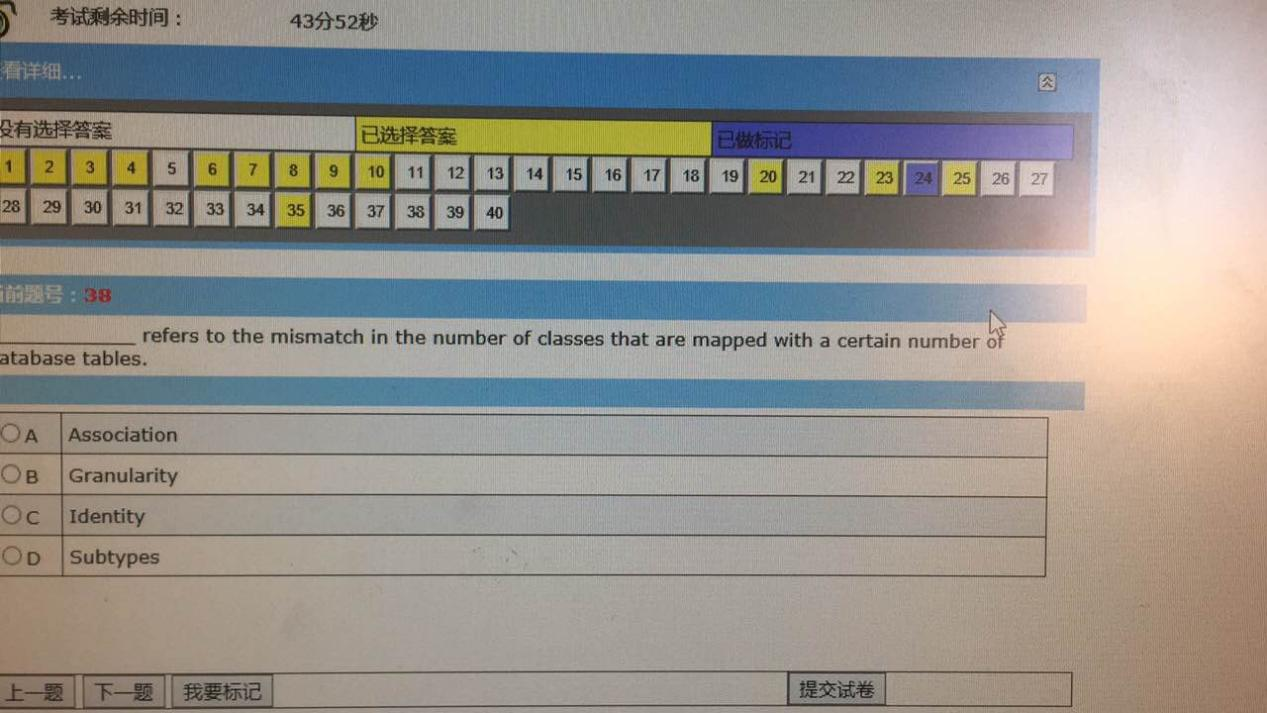 考试剩余时间： 43分52秒
看详细...
没有选择答案 已选择答案 已做标记
1 2 3 4 5 6 7 8 9 10 11 12 13 14 15 16 17 18 19 20 21 22 23 24 25 26 27
28 29 30 31 32 33 34 35 36 37 38 39 40
前题号：38
__________ refers to the mismatch in the number of classes that are mapped with a certain number of
atabase tables.
A Association
B Granularity
C Identity
D Subtypes
上一题 下一题 我要标记 提交试卷